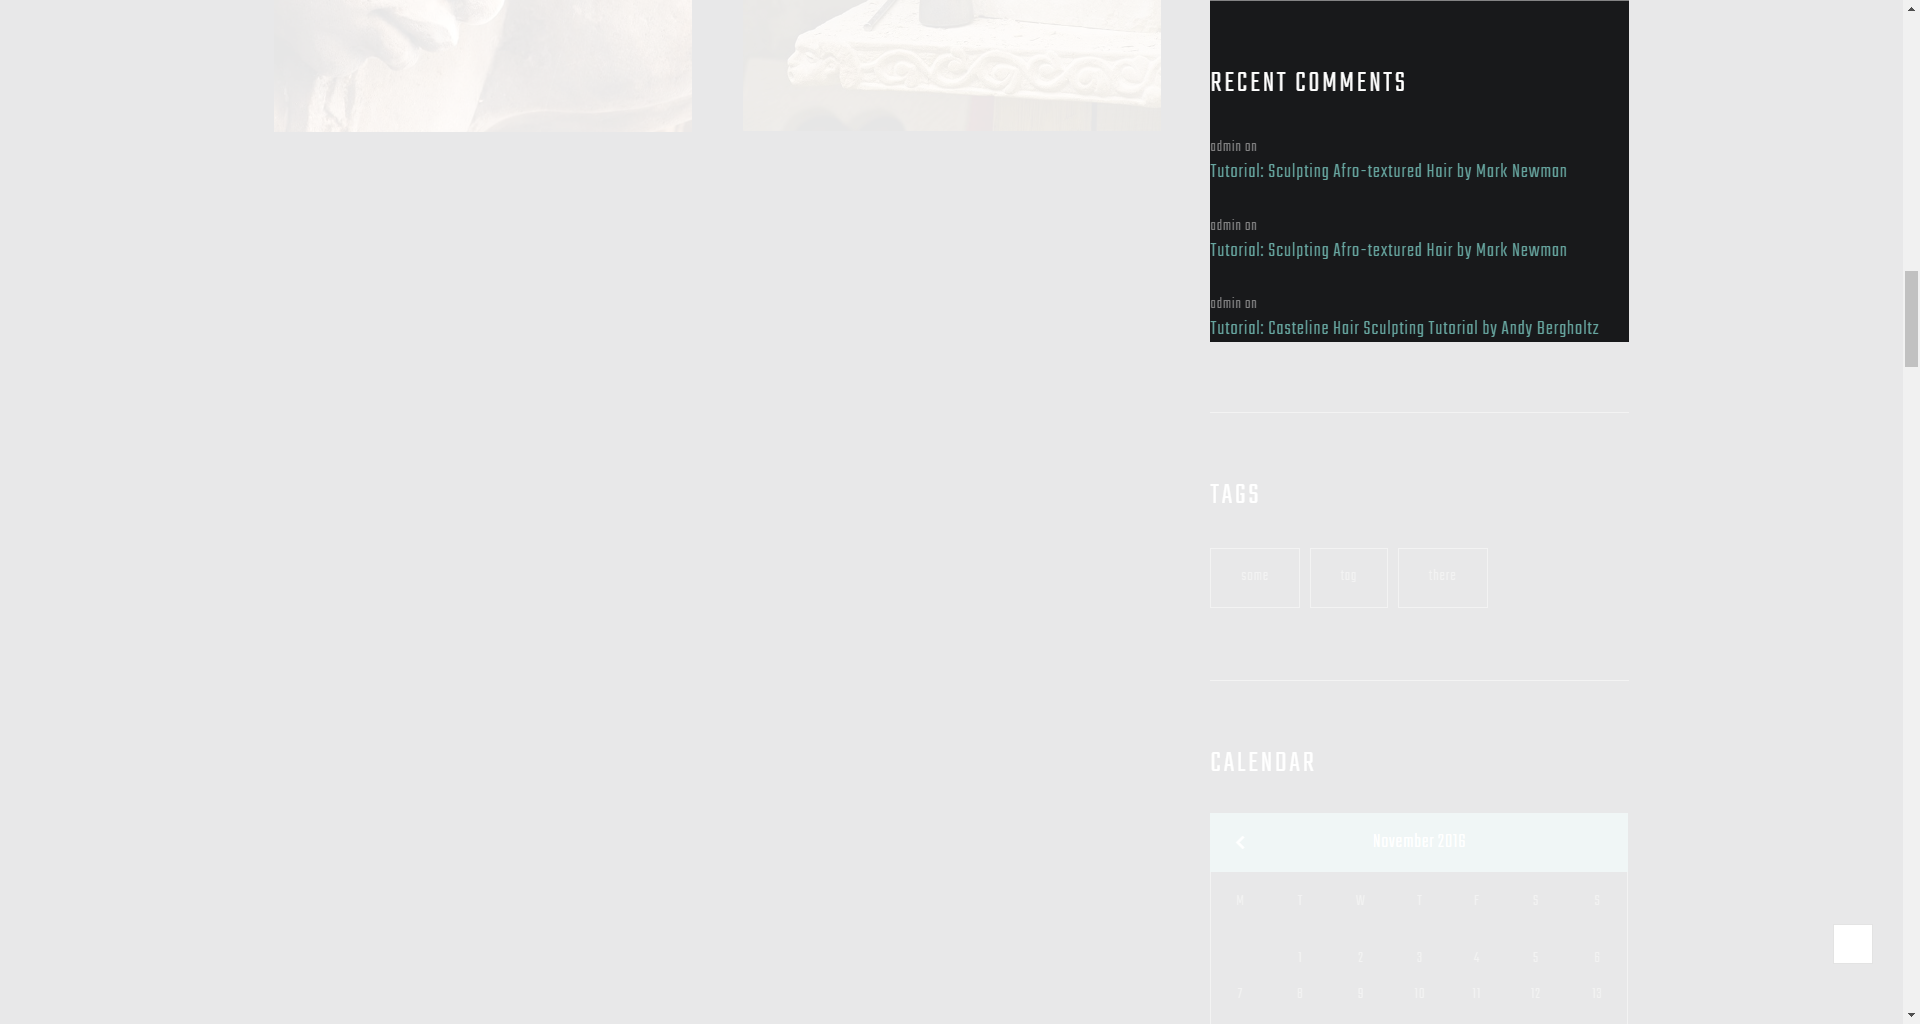 RECENT COMMENTS
admin on
Tutorial: Sculpting Afro-textured Hair by Mark Newman
admin on
Tutorial: Sculpting Afro-textured Hair by Mark Newman
admin on
Tutorial: Casteline Hair Sculpting Tutorial by Andy Bergholtz
TAGS
some tag there
CALENDAR
November 2016
M T W T F S S
1 2 3 4 5 6
7 8 9 10 11 12 13